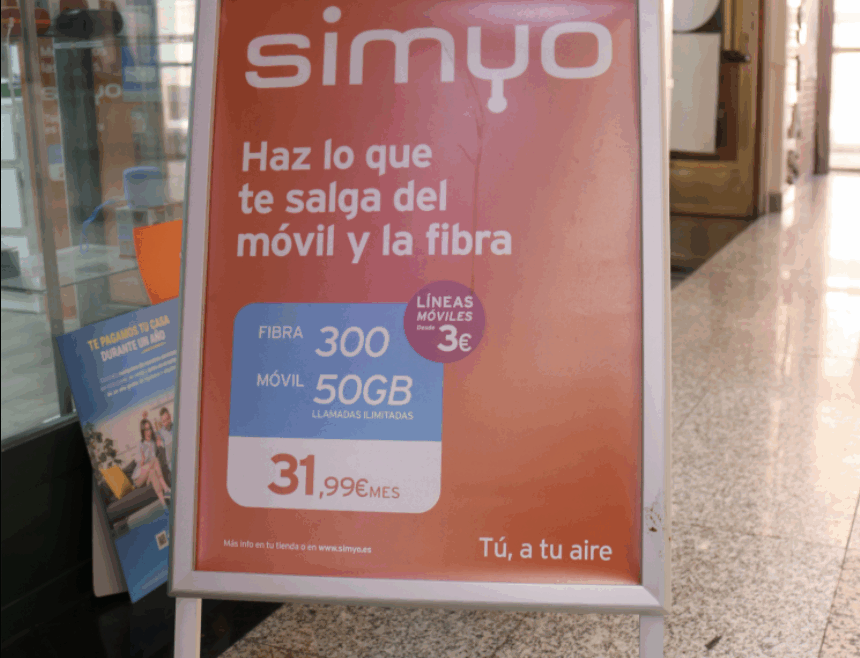 simyo
Haz lo que
te salga del
móvil y la fibra
LÍNEAS
MÓVILES
Desde
3€
FIBRA 300
MÓVIL 50GB
LLAMADAS ILIMITADAS
31,99€MES
Más info en tu tienda o en www.simyo.es
Tú, a tu aire
TE PAGAMOS TU CASA
DURANTE UN AÑO